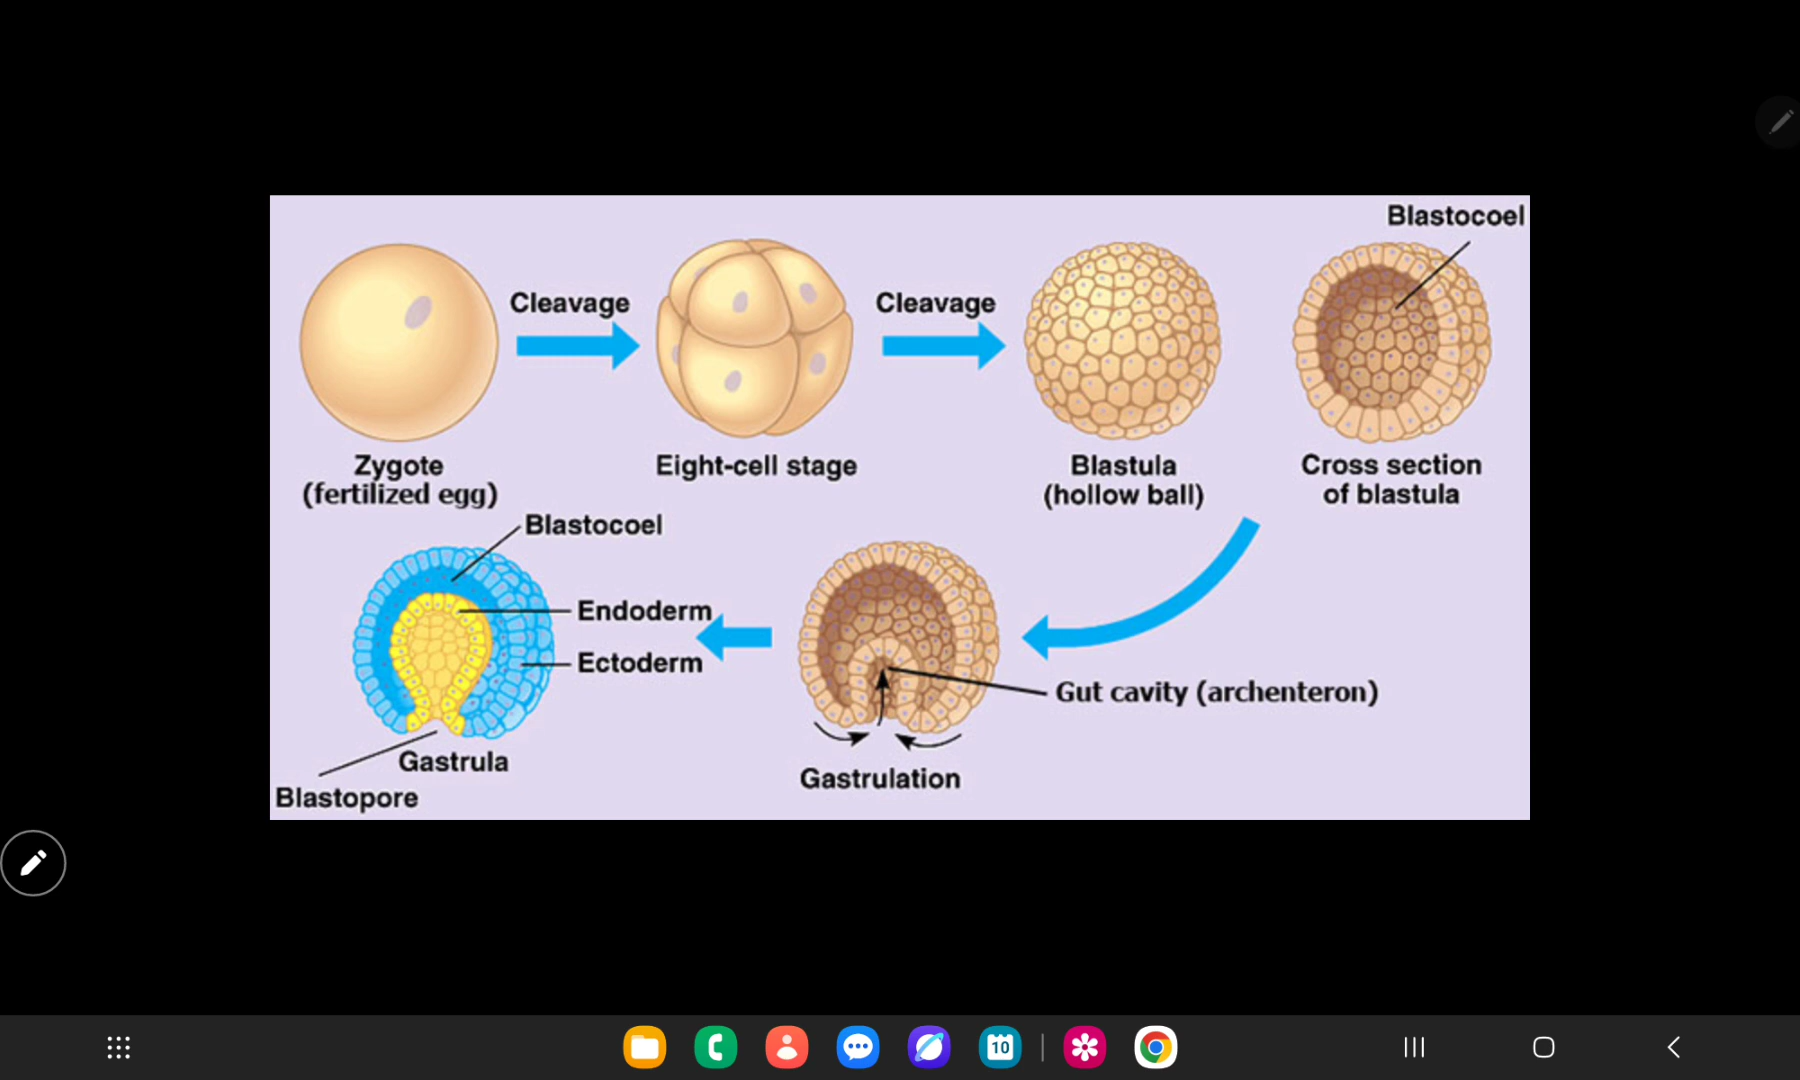 Blastocoel
Cleavage
Cleavage
Zygote
(fertilized egg)
Eight-cell stage
Blastula
(hollow ball)
Cross section
of blastula
Blastocoel
Endoderm
Ectoderm
Gut cavity (archenteron)
Gastrula
Gastrulation
Blastopore
10